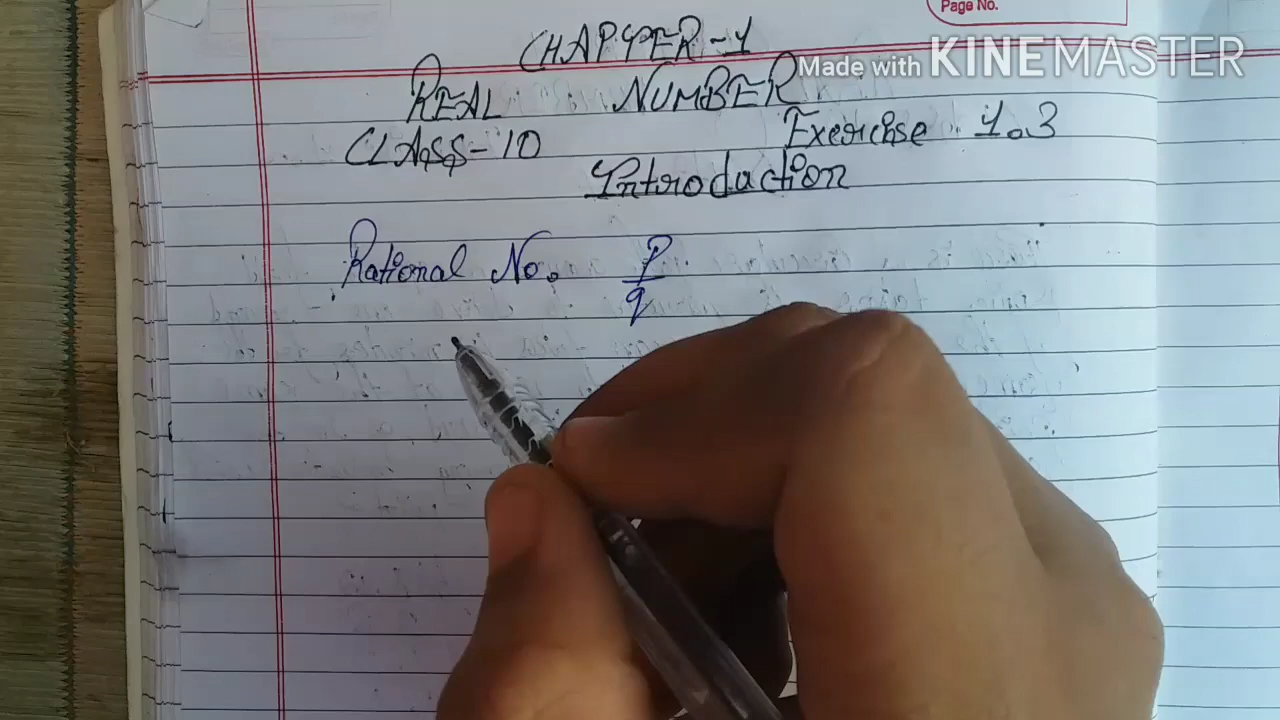 Page No.
CHAPTER-1
Made with KINEMASTER
REAL NUMBER
CLASS-10 Exercise 1.3
Introduction
Rational No. P/q